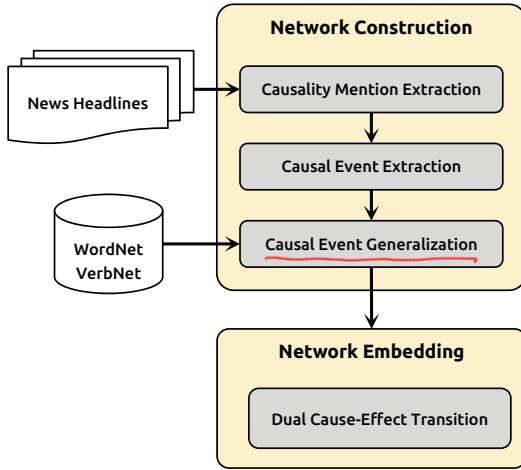 Network Construction
News Headlines
Causality Mention Extraction
Causal Event Extraction
WordNet
VerbNet
Causal Event Generalization
Network Embedding
Dual Cause-Effect Transition